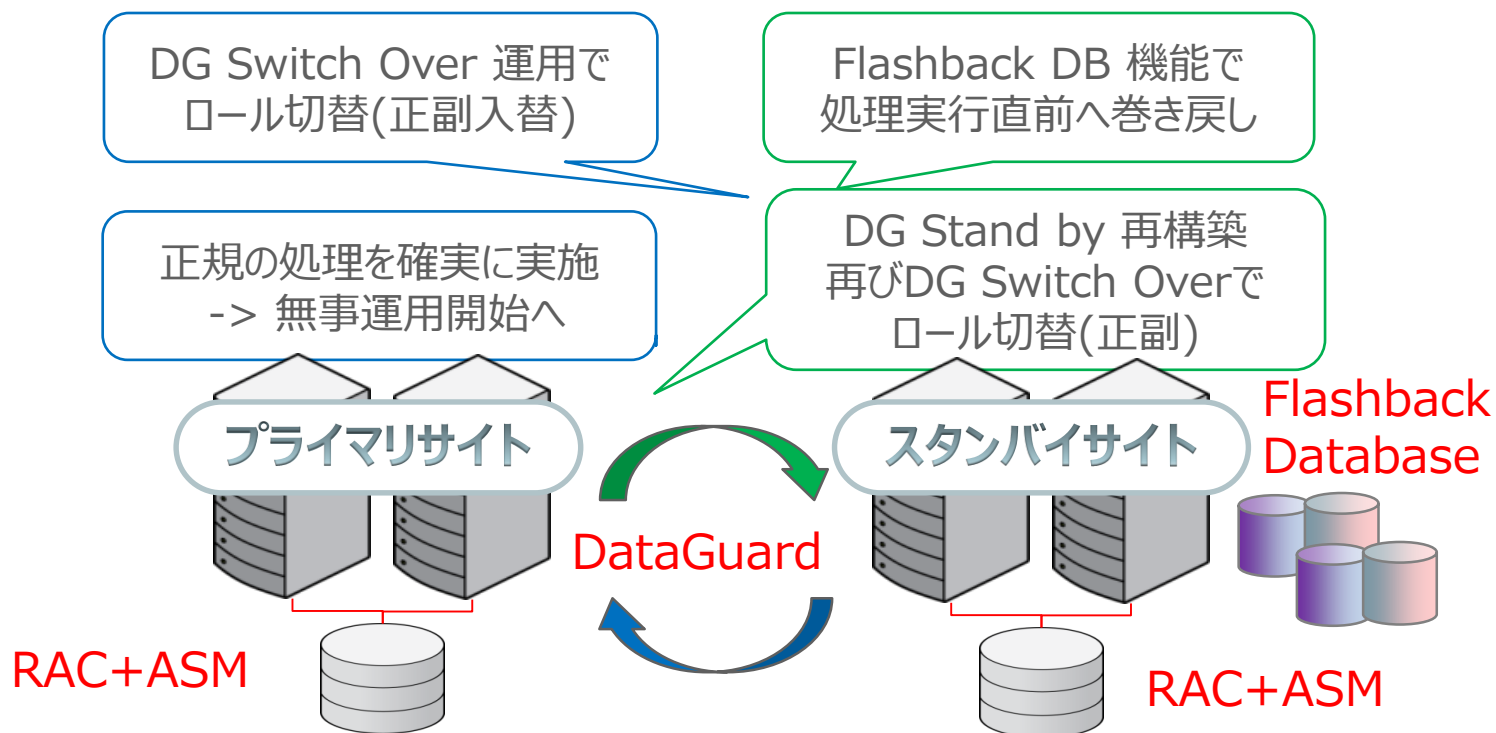 DG Switch Over 運用で
ロール切替(正副入替)
Flashback DB 機能で
処理実行直前へ巻き戻し
正規の処理を確実に実施
-> 無事運用開始へ
DG Stand by 再構築
再びDG Switch Overで
ロール切替(正副)
プライマリサイト
スタンバイサイト
Flashback
Database
DataGuard
RAC+ASM
RAC+ASM